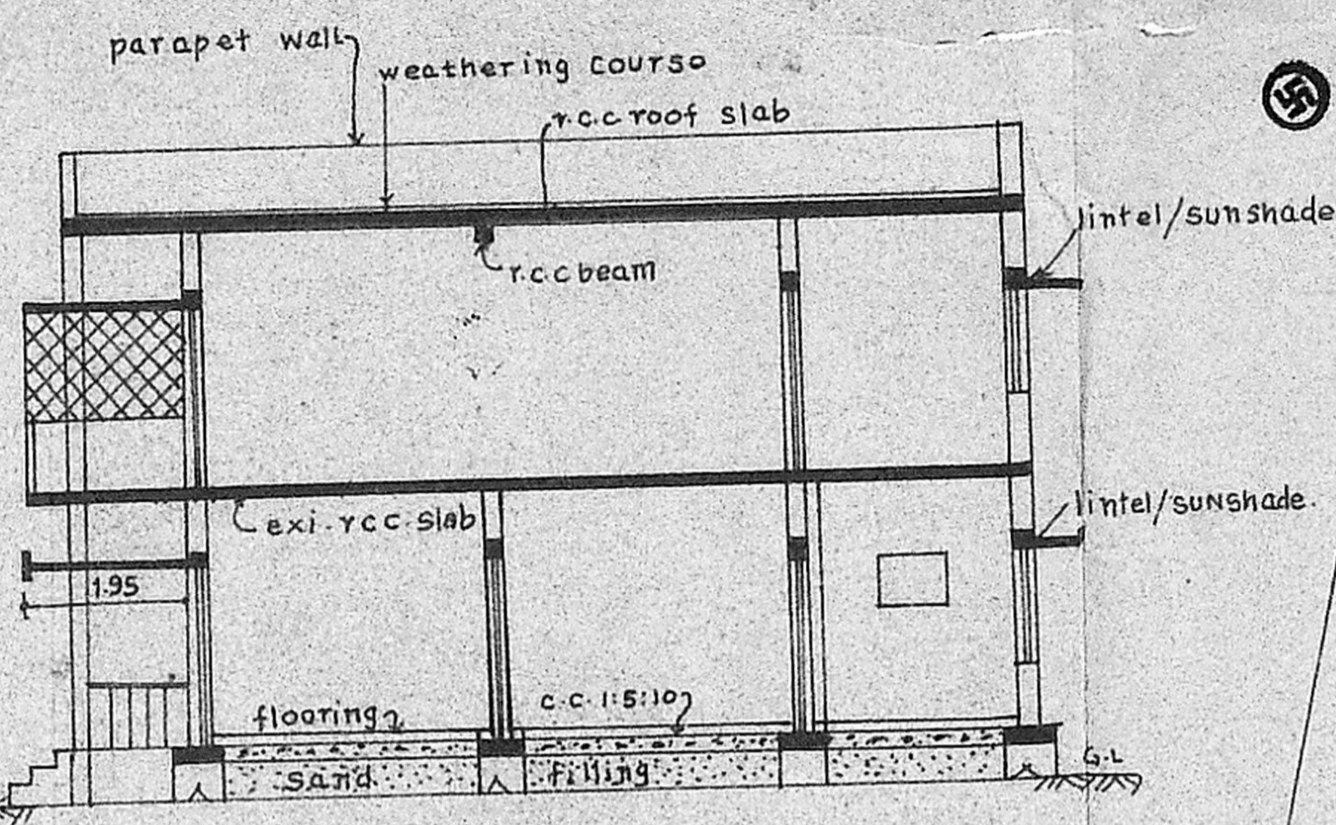 parapet wall
weathering course
r.c.c roof slab
lintel/sunshade
r.c.c beam
exi.rcc.slab
lintel/sunshade.
1.95
flooring
c.c.1:5:10
sand filling
G.L